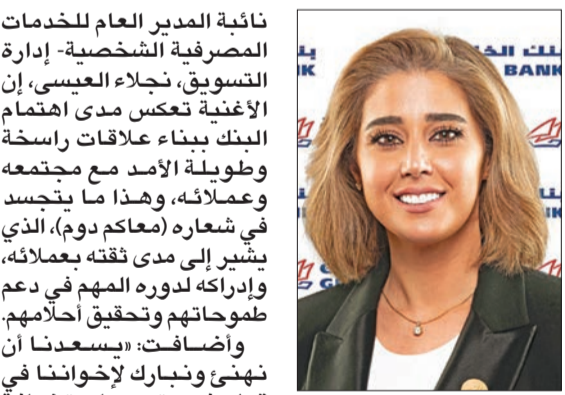 نائبة المدير العام للخدمات
المصرفية الشخصية- إدارة
التسويق، نجلاء العيسى، إن
الأغنية تعكس مدى اهتمام
البنك ببناء علاقات راسخة
وطويلة الأمد مع مجتمعه
وعملائه، وهذا ما يتجسد
في شعاره (معاكم دوم)، الذي
يشير إلى مدى ثقته بعملائه،
وإدراكه لدوره المهم في دعم
طموحاتهم وتحقيق أحلامهم.
وأضافت: «يسعدنا أن
نهنئ ونبارك لإخواننا في
BANK